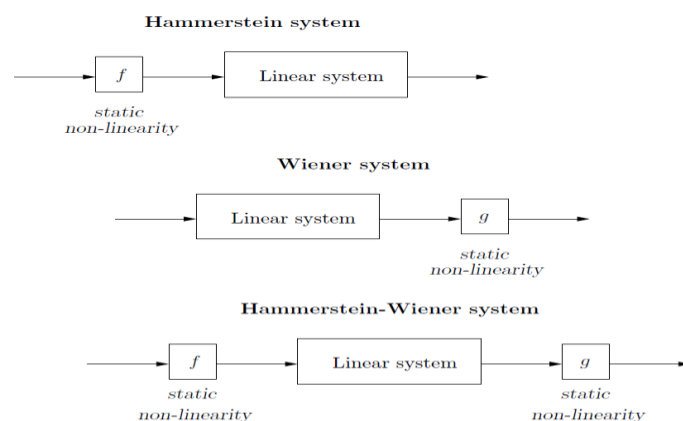 Hammerstein system
f
Linear system
static
non-linearity
Wiener system
Linear system
g
static
non-linearity
Hammerstein-Wiener system
f
Linear system
g
static
static
non-linearity
non-linearity